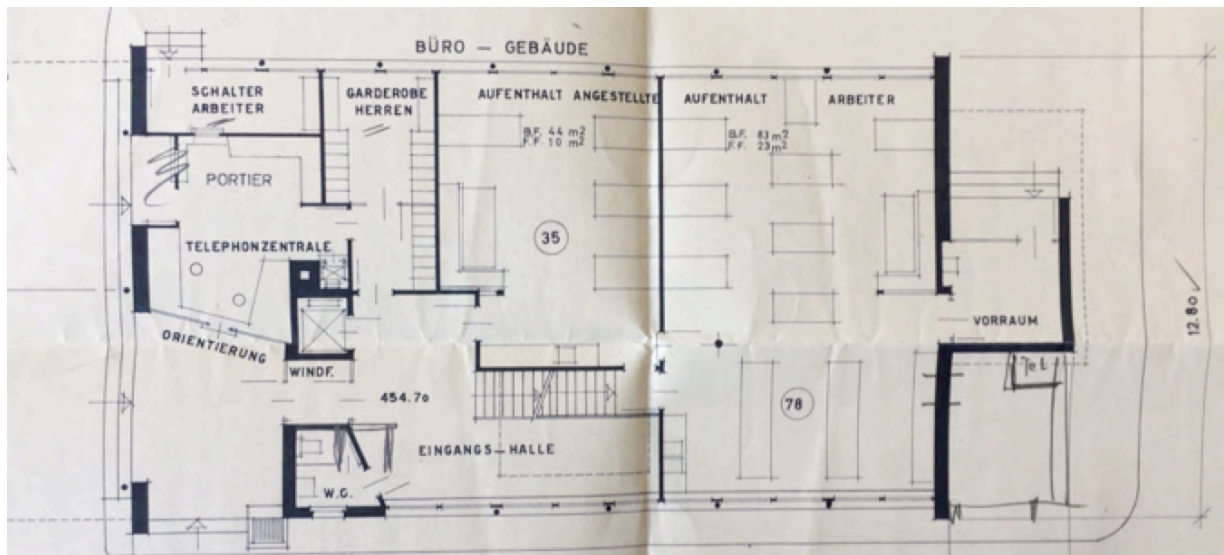 BÜRO — GEBÄUDE
SCHALTER
ARBEITER
GARDEROBE
HERREN
AUFENTHALT ANGESTELLTE
AUFENTHALT ARBEITER
B.F. 44 m2
F.F. 10 m2
B.F. 83 m2
F.F. 23 m2
PORTIER
TELEPHONZENTRALE
35
ORIENTIERUNG
VORRAUM
12.80
WINDF.
Tel
454.70
78
EINGANGS-HALLE
W.C.